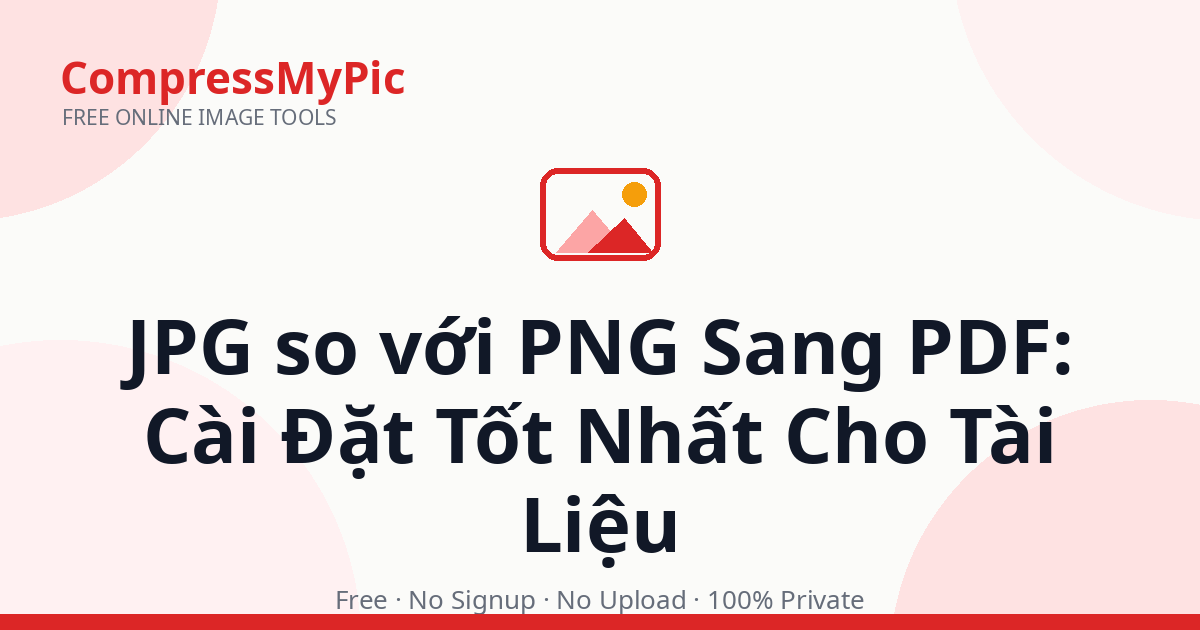 CompressMyPic
FREE ONLINE IMAGE TOOLS
JPG so với PNG Sang PDF:
Cài Đặt Tốt Nhất Cho Tài
Liệu
Free · No Signup · No Upload · 100% Private